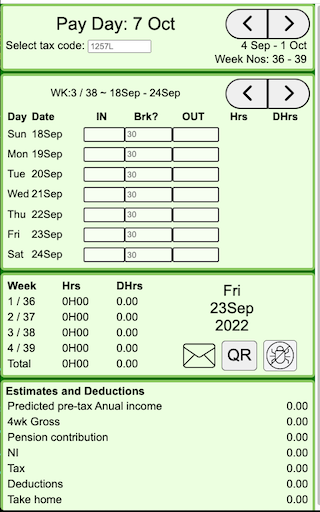 Pay Day: 7 Oct
Select tax code: 1257L
4 Sep - 1 Oct
Week Nos: 36 - 39
WK:3 / 38 ~ 18Sep - 24Sep
Day Date IN Brk? OUT Hrs DHrs
Sun 18Sep 30
Mon 19Sep 30
Tue 20Sep 30
Wed 21Sep 30
Thu 22Sep 30
Fri 23Sep 30
Sat 24Sep 30
Week Hrs DHrs
1 / 36 0H00 0.00
2 / 37 0H00 0.00
3 / 38 0H00 0.00
4 / 39 0H00 0.00
Total 0H00 0.00
Fri
23Sep
2022
QR
Estimates and Deductions
Predicted pre-tax Anual income 0.00
4wk Gross 0.00
Pension contribution 0.00
NI 0.00
Tax 0.00
Deductions 0.00
Take home 0.00